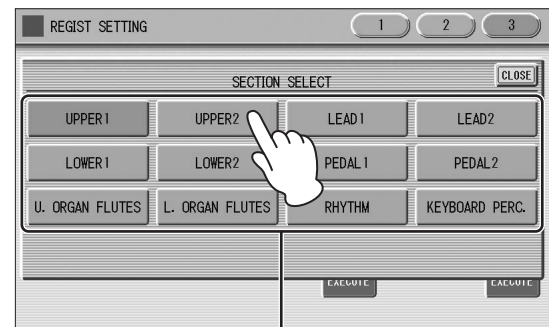 REGIST SETTING 1 2 3
SECTION SELECT CLOSE
UPPER1 UPPER2 LEAD1 LEAD2
LOWER1 LOWER2 PEDAL1 PEDAL2
U. ORGAN FLUTES L. ORGAN FLUTES RHYTHM KEYBOARD PERC.
EXECUTE EXECUTE